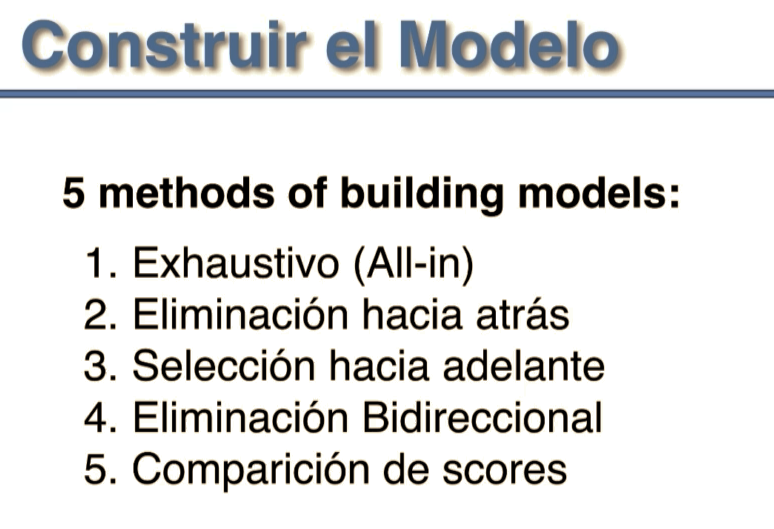 Construir el Modelo
5 methods of building models:
1. Exhaustivo (All-in)
2. Eliminación hacia atrás
3. Selección hacia adelante
4. Eliminación Bidireccional
5. Comparición de scores